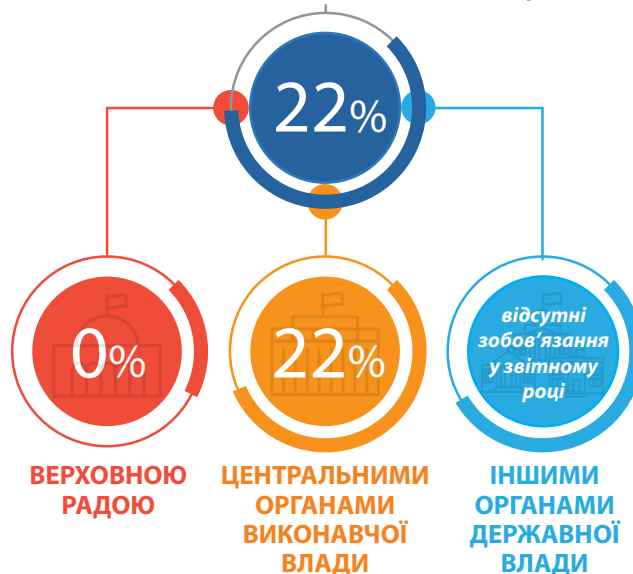 22%
0%
22%
відсутні
зобов’язання
у звітному
році
ВЕРХОВНОЮ
РАДОЮ
ЦЕНТРАЛЬНИМИ
ОРГАНАМИ
ВИКОНАВЧОЇ
ВЛАДИ
ІНШИМИ
ОРГАНАМИ
ДЕРЖАВНОЇ
ВЛАДИ